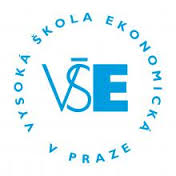 VYSOKÁ ŠKOLA EKONOMICKÁ
VŠE
V PRAZE